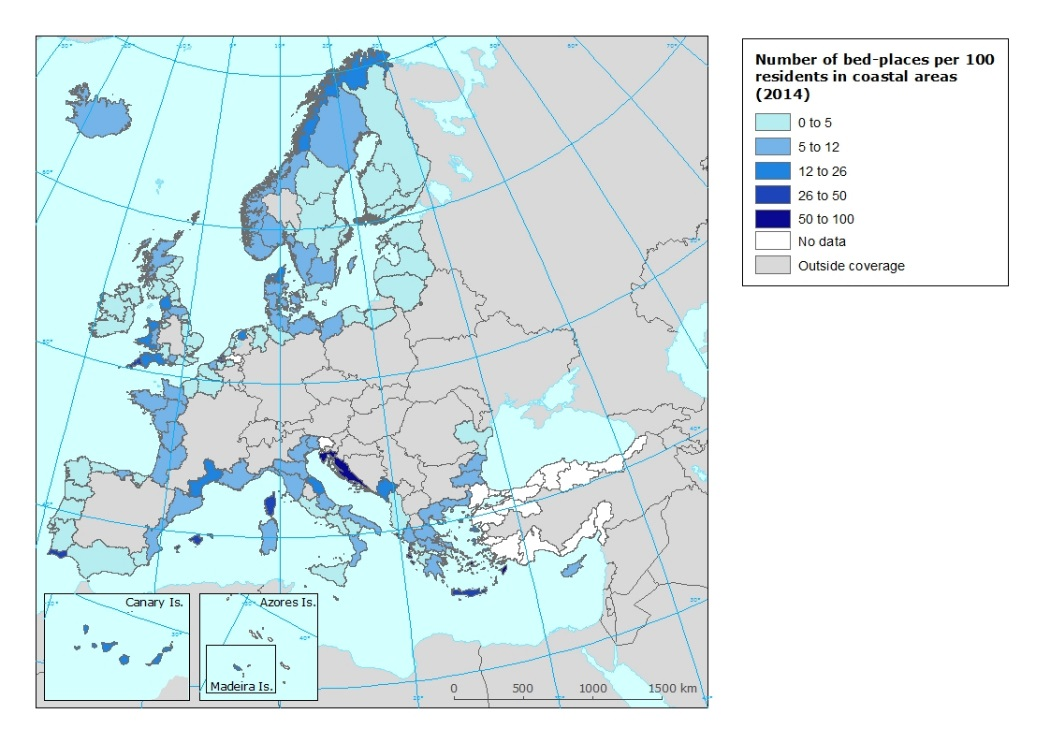 Number of bed-places per 100
residents in coastal areas
(2014)
0 to 5
5 to 12
12 to 26
26 to 50
50 to 100
No data
Outside coverage
Canary Is.
Azores Is.
Madeira Is.
0 500 1000 1500 km